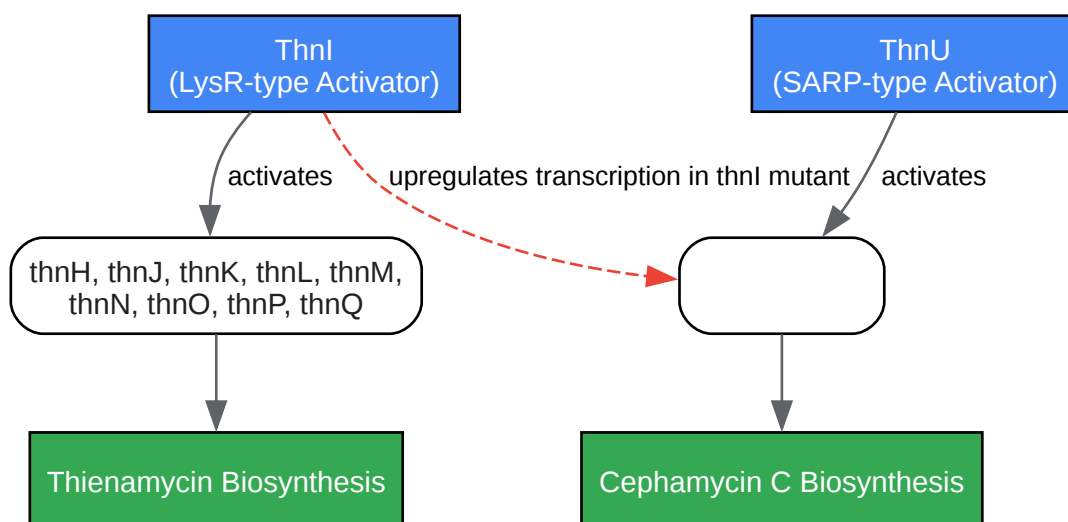 ThnI
(LysR-type Activator)
ThnU
(SARP-type Activator)
activates
upregulates transcription in thnI mutant
activates
thnH, thnJ, thnK, thnL, thnM,
thnN, thnO, thnP, thnQ
Thienamycin Biosynthesis
Cephamycin C Biosynthesis